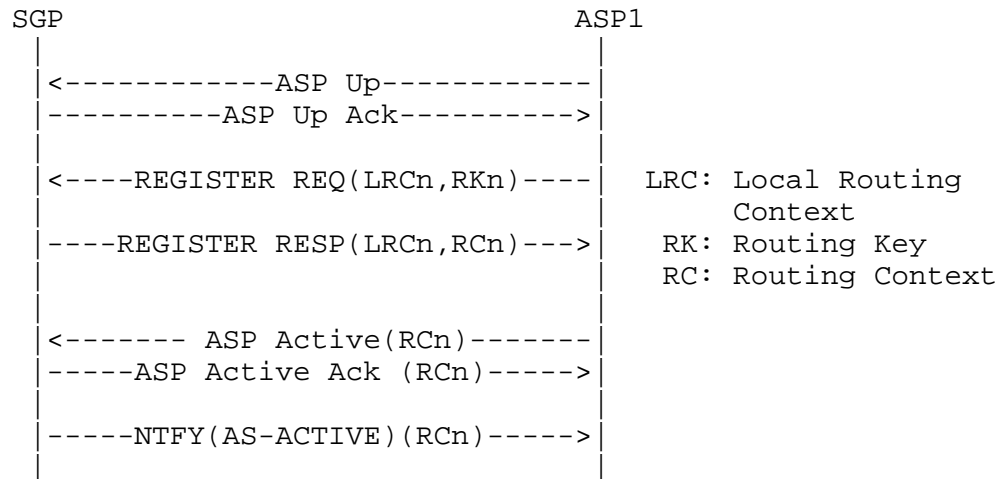 SGP ASP1
|<------------ASP Up------------|
|----------ASP Up Ack---------->|
|<----REGISTER REQ(LRCn,RKn)----| LRC: Local Routing
Context
|----REGISTER RESP(LRCn,RCn)--->| RK: Routing Key
RC: Routing Context
|<------- ASP Active(RCn)-------|
|-----ASP Active Ack (RCn)----->|
|-----NTFY(AS-ACTIVE)(RCn)----->|